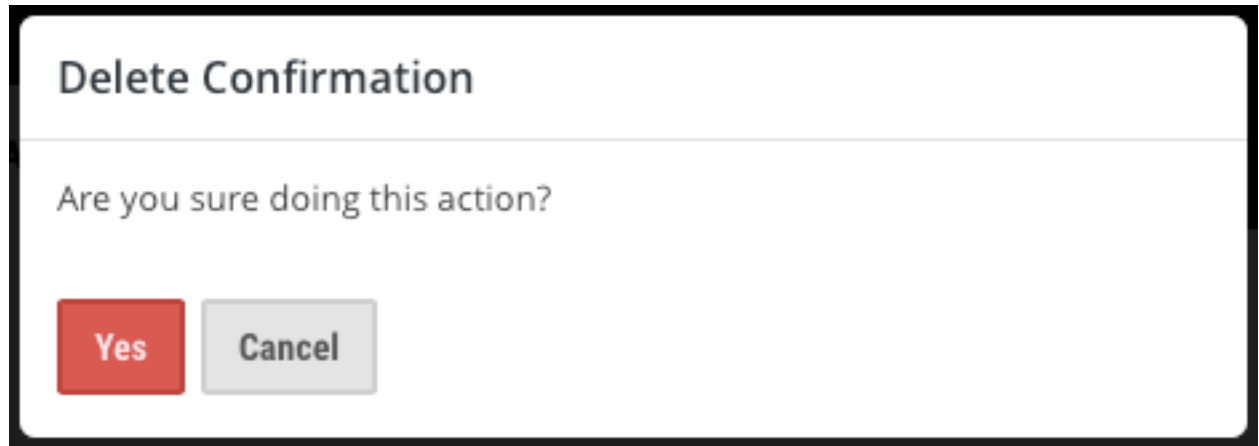 Delete Confirmation
Are you sure doing this action?
Yes
Cancel